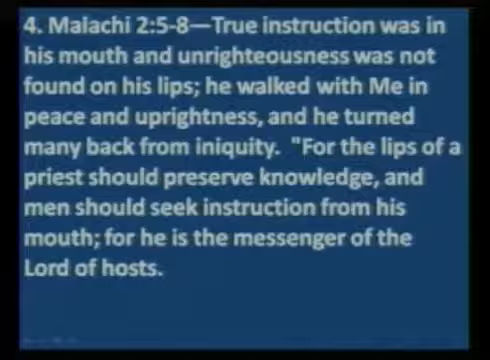 4. Malachi 2:5-8—True instruction was in
his mouth and unrighteousness was not
found on his lips; he walked with Me in
peace and uprightness, and he turned
many back from iniquity.  "For the lips of a
priest should preserve knowledge, and
men should seek instruction from his
mouth; for he is the messenger of the
Lord of hosts.